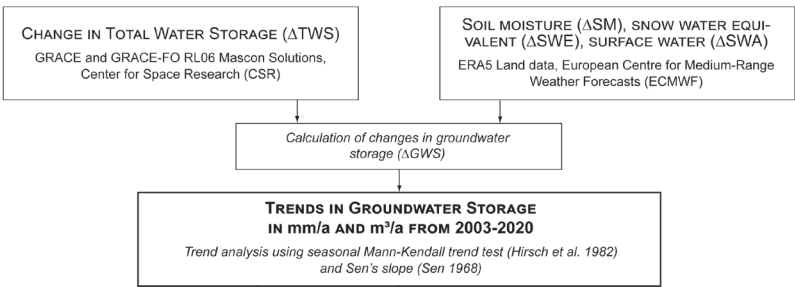 Change in Total Water Storage (ΔTWS)
GRACE and GRACE-FO RL06 Mascon Solutions,
Center for Space Research (CSR)
Soil moisture (ΔSM), snow water equi-
valent (ΔSWE), surface water (ΔSWA)
ERA5 Land data, European Centre for Medium-Range
Weather Forecasts (ECMWF)
Calculation of changes in groundwater
storage (ΔGWS)
Trends in Groundwater Storage
in mm/a and m³/a from 2003-2020
Trend analysis using seasonal Mann-Kendall trend test (Hirsch et al. 1982)
and Sen's slope (Sen 1968)